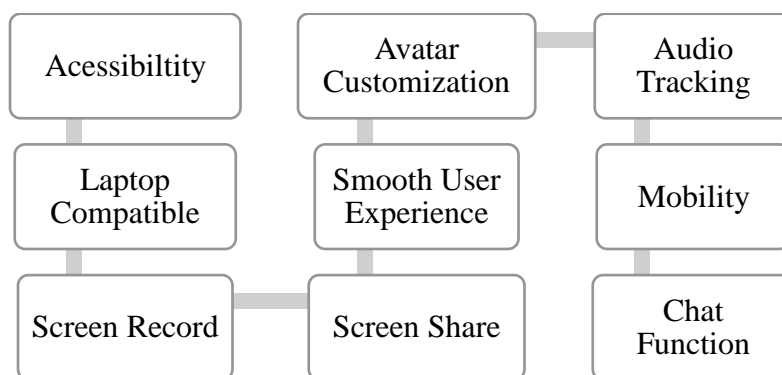 Acessibiltity
Laptop
Compatible
Screen Record
Screen Share
Smooth User
Experience
Avatar
Customization
Audio
Tracking
Mobility
Chat
Function